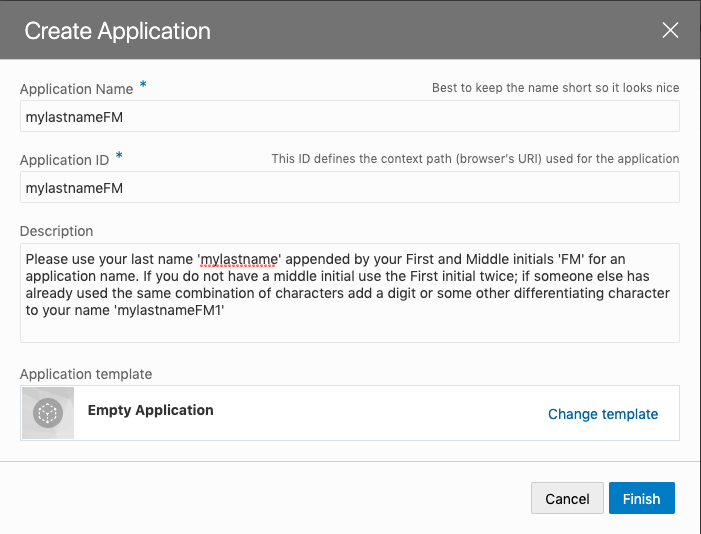 Create Application
Application Name *
Best to keep the name short so it looks nice
mylastnameFM
Application ID *
This ID defines the context path (browser's URI) used for the application
mylastnameFM
Description
Please use your last name 'mylastname' appended by your First and Middle initials 'FM' for an
application name. If you do not have a middle initial use the First initial twice; if someone else has
already used the same combination of characters add a digit or some other differentiating character
to your name 'mylastnameFM1'
Application template
Empty Application
Change template
Cancel
Finish